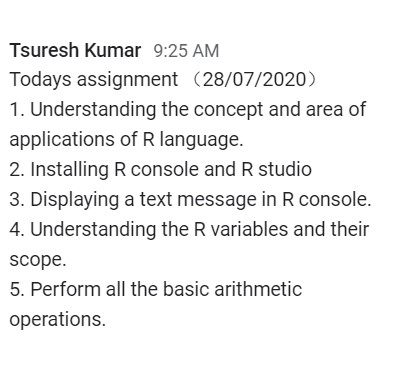 Tsuresh Kumar 9:25 AM
Todays assignment （28/07/2020）
1. Understanding the concept and area of
applications of R language.
2. Installing R console and R studio
3. Displaying a text message in R console.
4. Understanding the R variables and their
scope.
5. Perform all the basic arithmetic
operations.